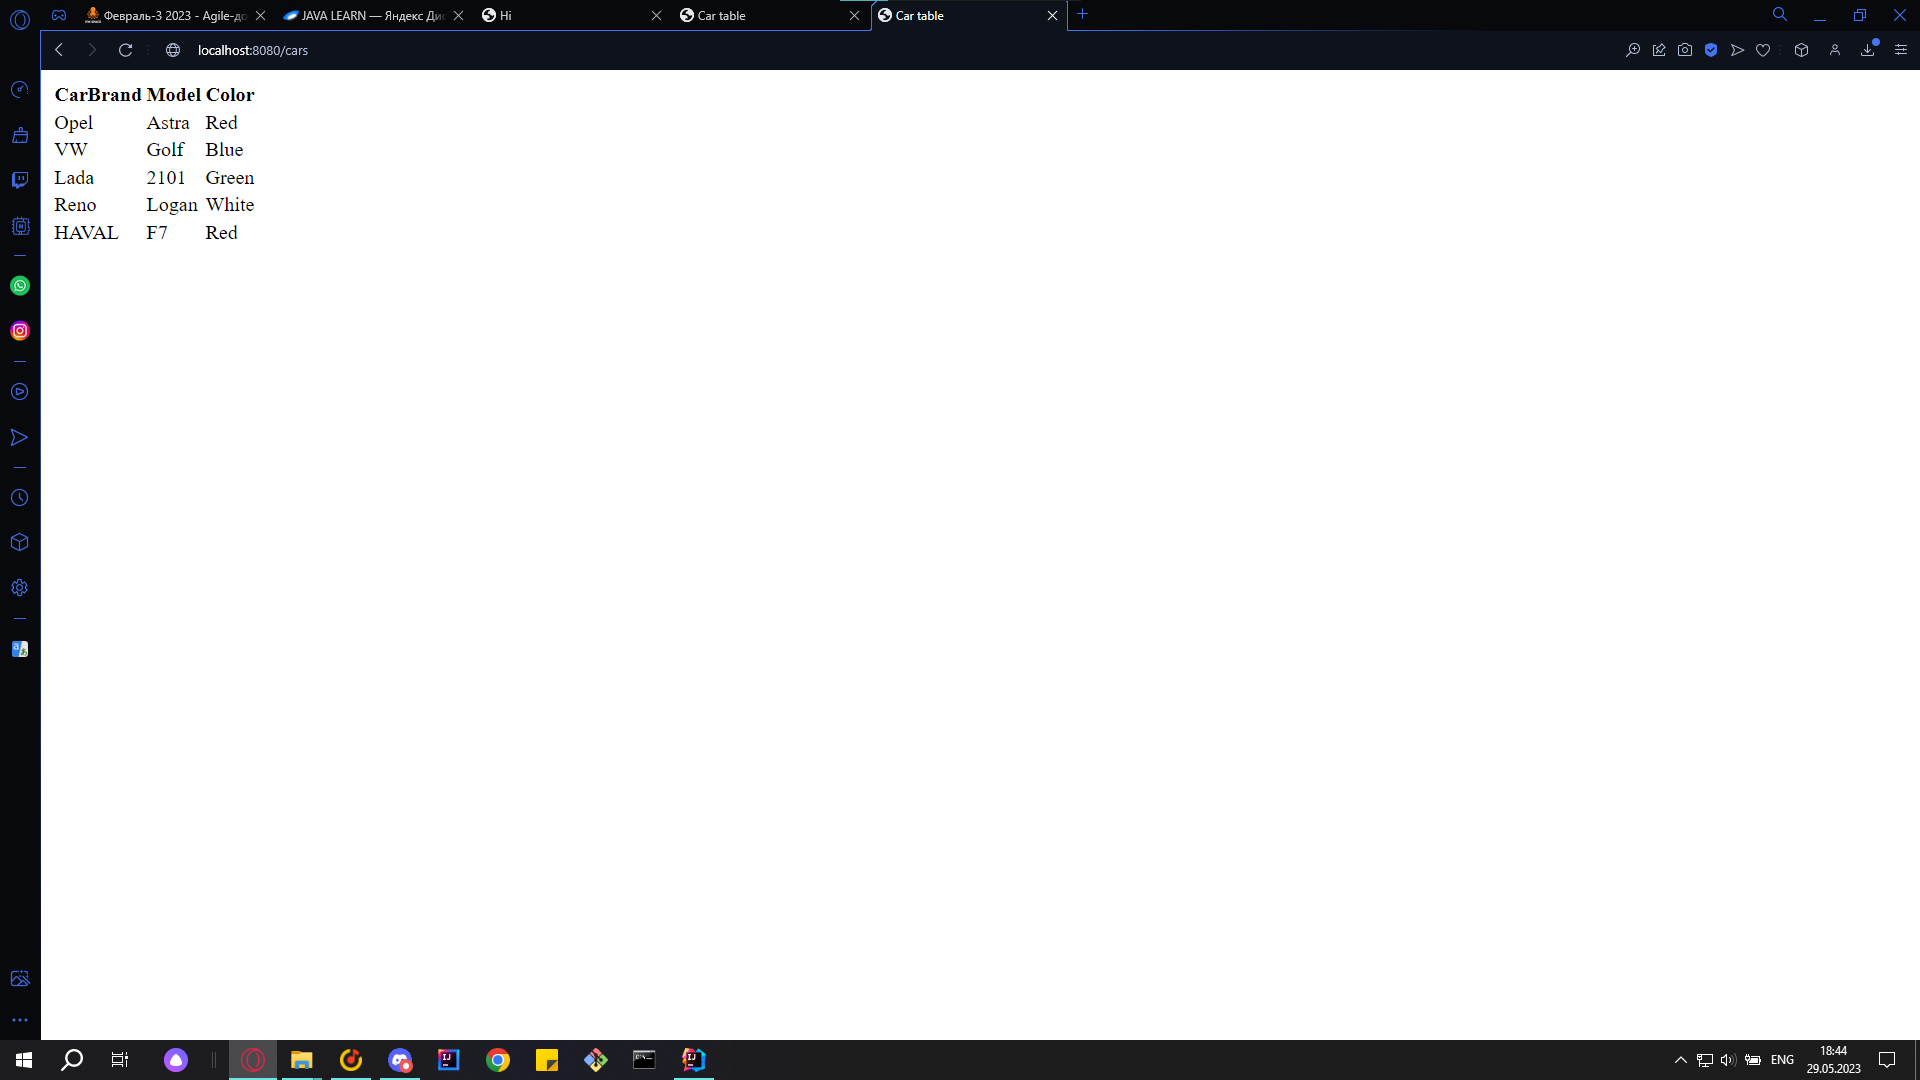 Февраль-3 2023 - Agile-до
JAVA LEARN — Яндекс Дис
Hi
Car table
Car table
localhost:8080/cars
CarBrand Model Color
Opel Astra Red
VW Golf Blue
Lada 2101 Green
Reno Logan White
HAVAL F7 Red
ENG
18:44
29.05.2023